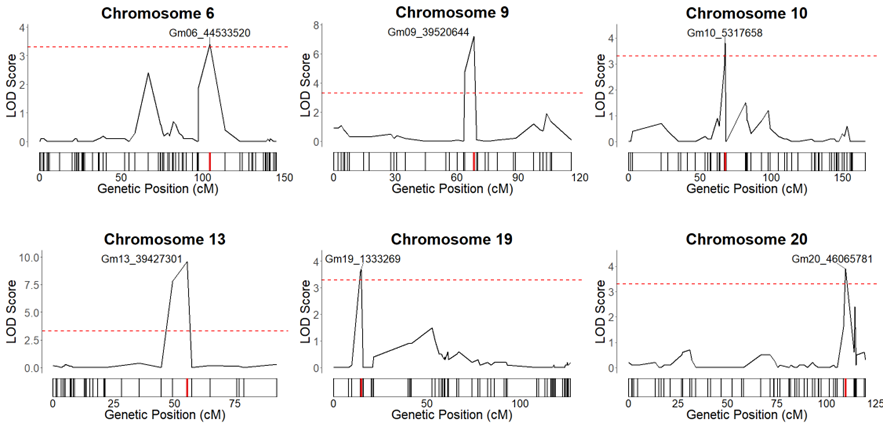 Chromosome 6
Gm06_44533520
LOD Score
4
3
2
1
0
0
50
100
150
Genetic Position (cM)
Chromosome 9
Gm09_39520644
LOD Score
8
6
4
2
0
0
30
60
90
120
Genetic Position (cM)
Chromosome 10
Gm10_5317658
LOD Score
4
3
2
1
0
0
50
100
150
Genetic Position (cM)
Chromosome 13
Gm13_39427301
LOD Score
10.0
7.5
5.0
2.5
0.0
0
25
50
75
Genetic Position (cM)
Chromosome 19
Gm19_1333269
LOD Score
4
3
2
1
0
0
50
100
Genetic Position (cM)
Chromosome 20
Gm20_46065781
LOD Score
4
3
2
1
0
0
25
50
75
100
125
Genetic Position (cM)